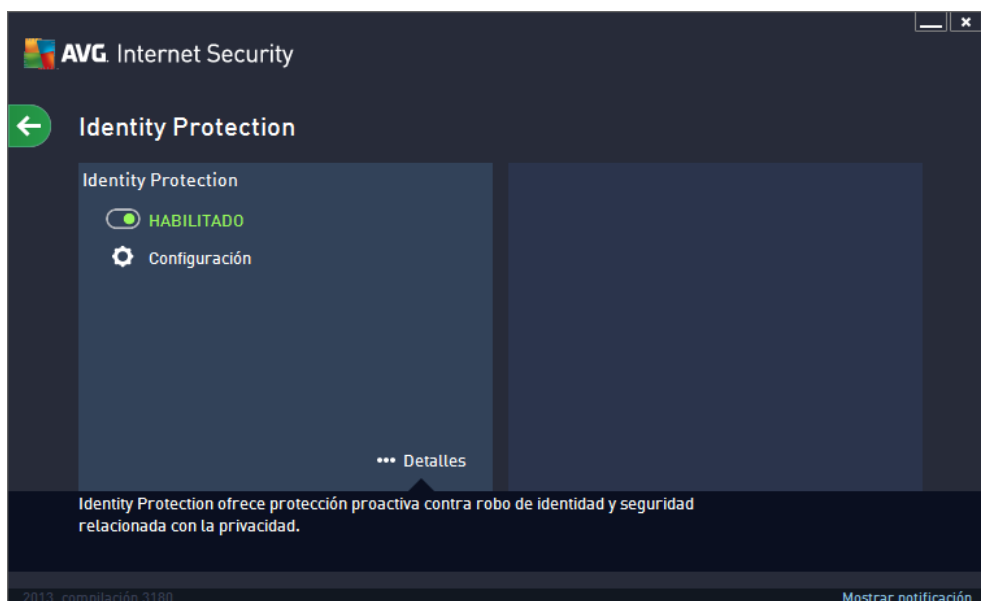 AVG. Internet Security
Identity Protection
Identity Protection
HABILITADO
Configuración
••• Detalles
Identity Protection ofrece protección proactiva contra robo de identidad y seguridad
relacionada con la privacidad.
2013, compilación 3180
Mostrar notificación